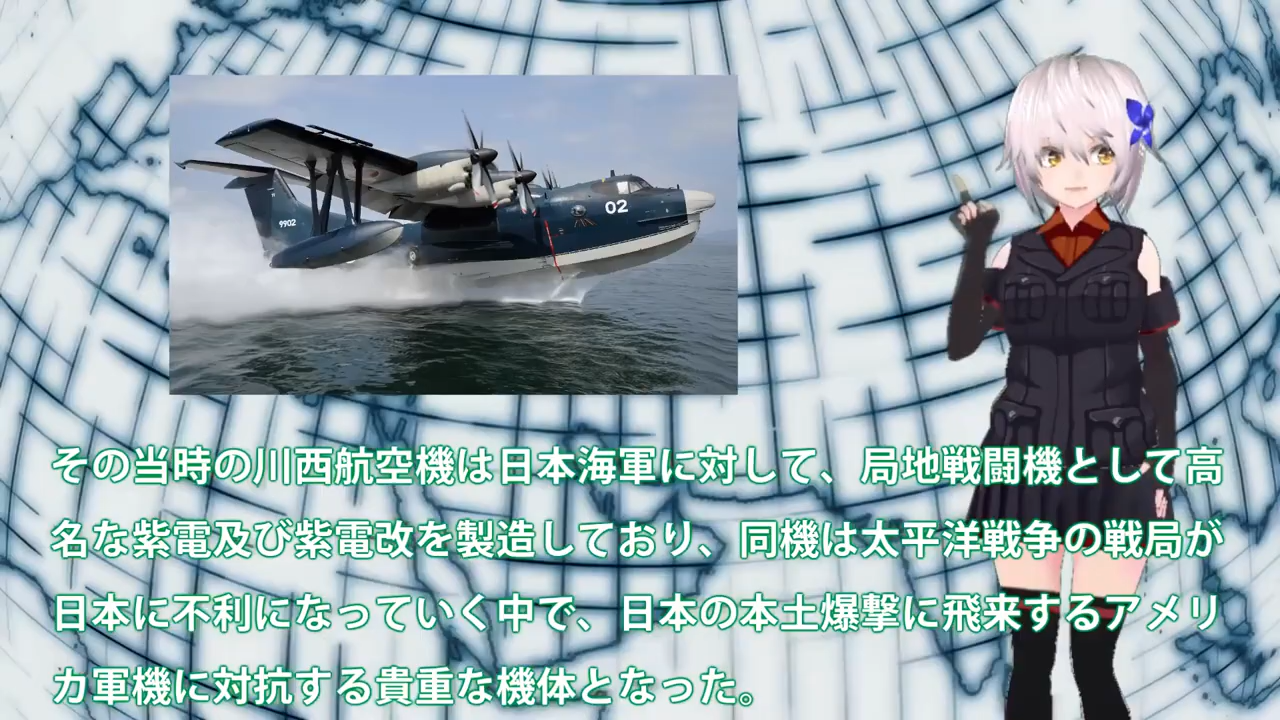 02
9902
その当時の川西航空機は日本海軍に対して、局地戦闘機として高
名な紫電及び紫電改を製造しており、同機は太平洋戦争の戦局が
日本に不利になっていく中で、日本の本土爆撃に飛来するアメリ
カ軍機に対抗する貴重な機体となった。